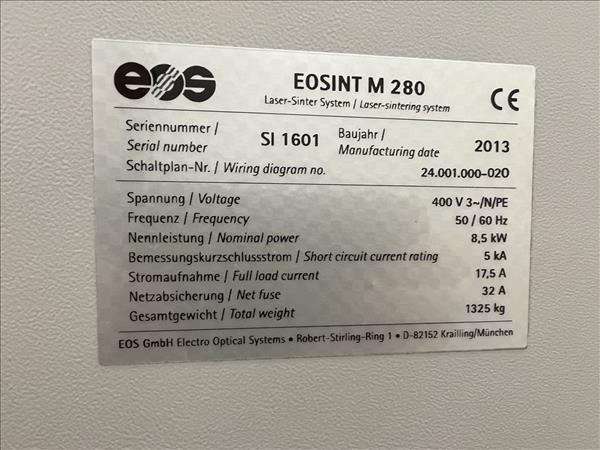 eos
EOSINT M 280
Laser-Sinter System / Laser-sintering system
CE
Seriennummer /
Serial number
SI 1601
Baujahr /
Manufacturing date
2013
Schaltplan-Nr. / Wiring diagram no. 24.001.000-020
Spannung / Voltage 400 V 3~/N/PE
Frequenz / Frequency 50 / 60 Hz
Nennleistung / Nominal power 8,5 kW
Bemessungskurzschlussstrom / Short circuit current rating 5 kA
Stromaufnahme / Full load current 17,5 A
Netzabsicherung / Net fuse 32 A
Gesamtgewicht / Total weight 1325 kg
EOS GmbH Electro Optical Systems • Robert-Stirling-Ring 1 • D-82152 Krailling/München